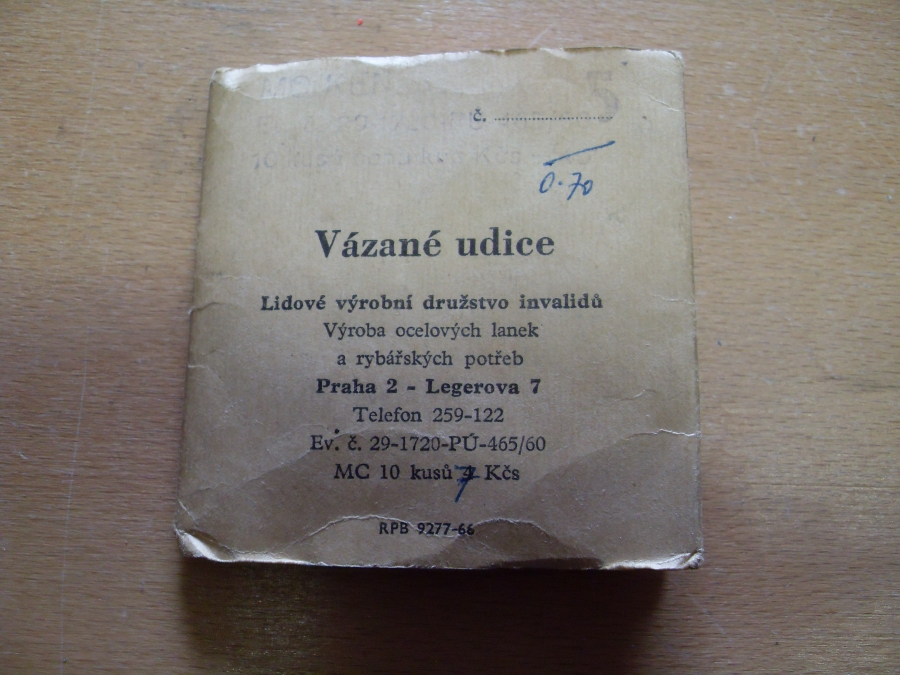 č. ........................
0.70
Vázané udice
Lidové výrobní družstvo invalidů
Výroba ocelových lanek
a rybářských potřeb
Praha 2 - Legerova 7
Telefon 259-122
Ev. č. 29-1720-PÚ-465/60
MC 10 kusů 7 Kčs
RPB 9277-66